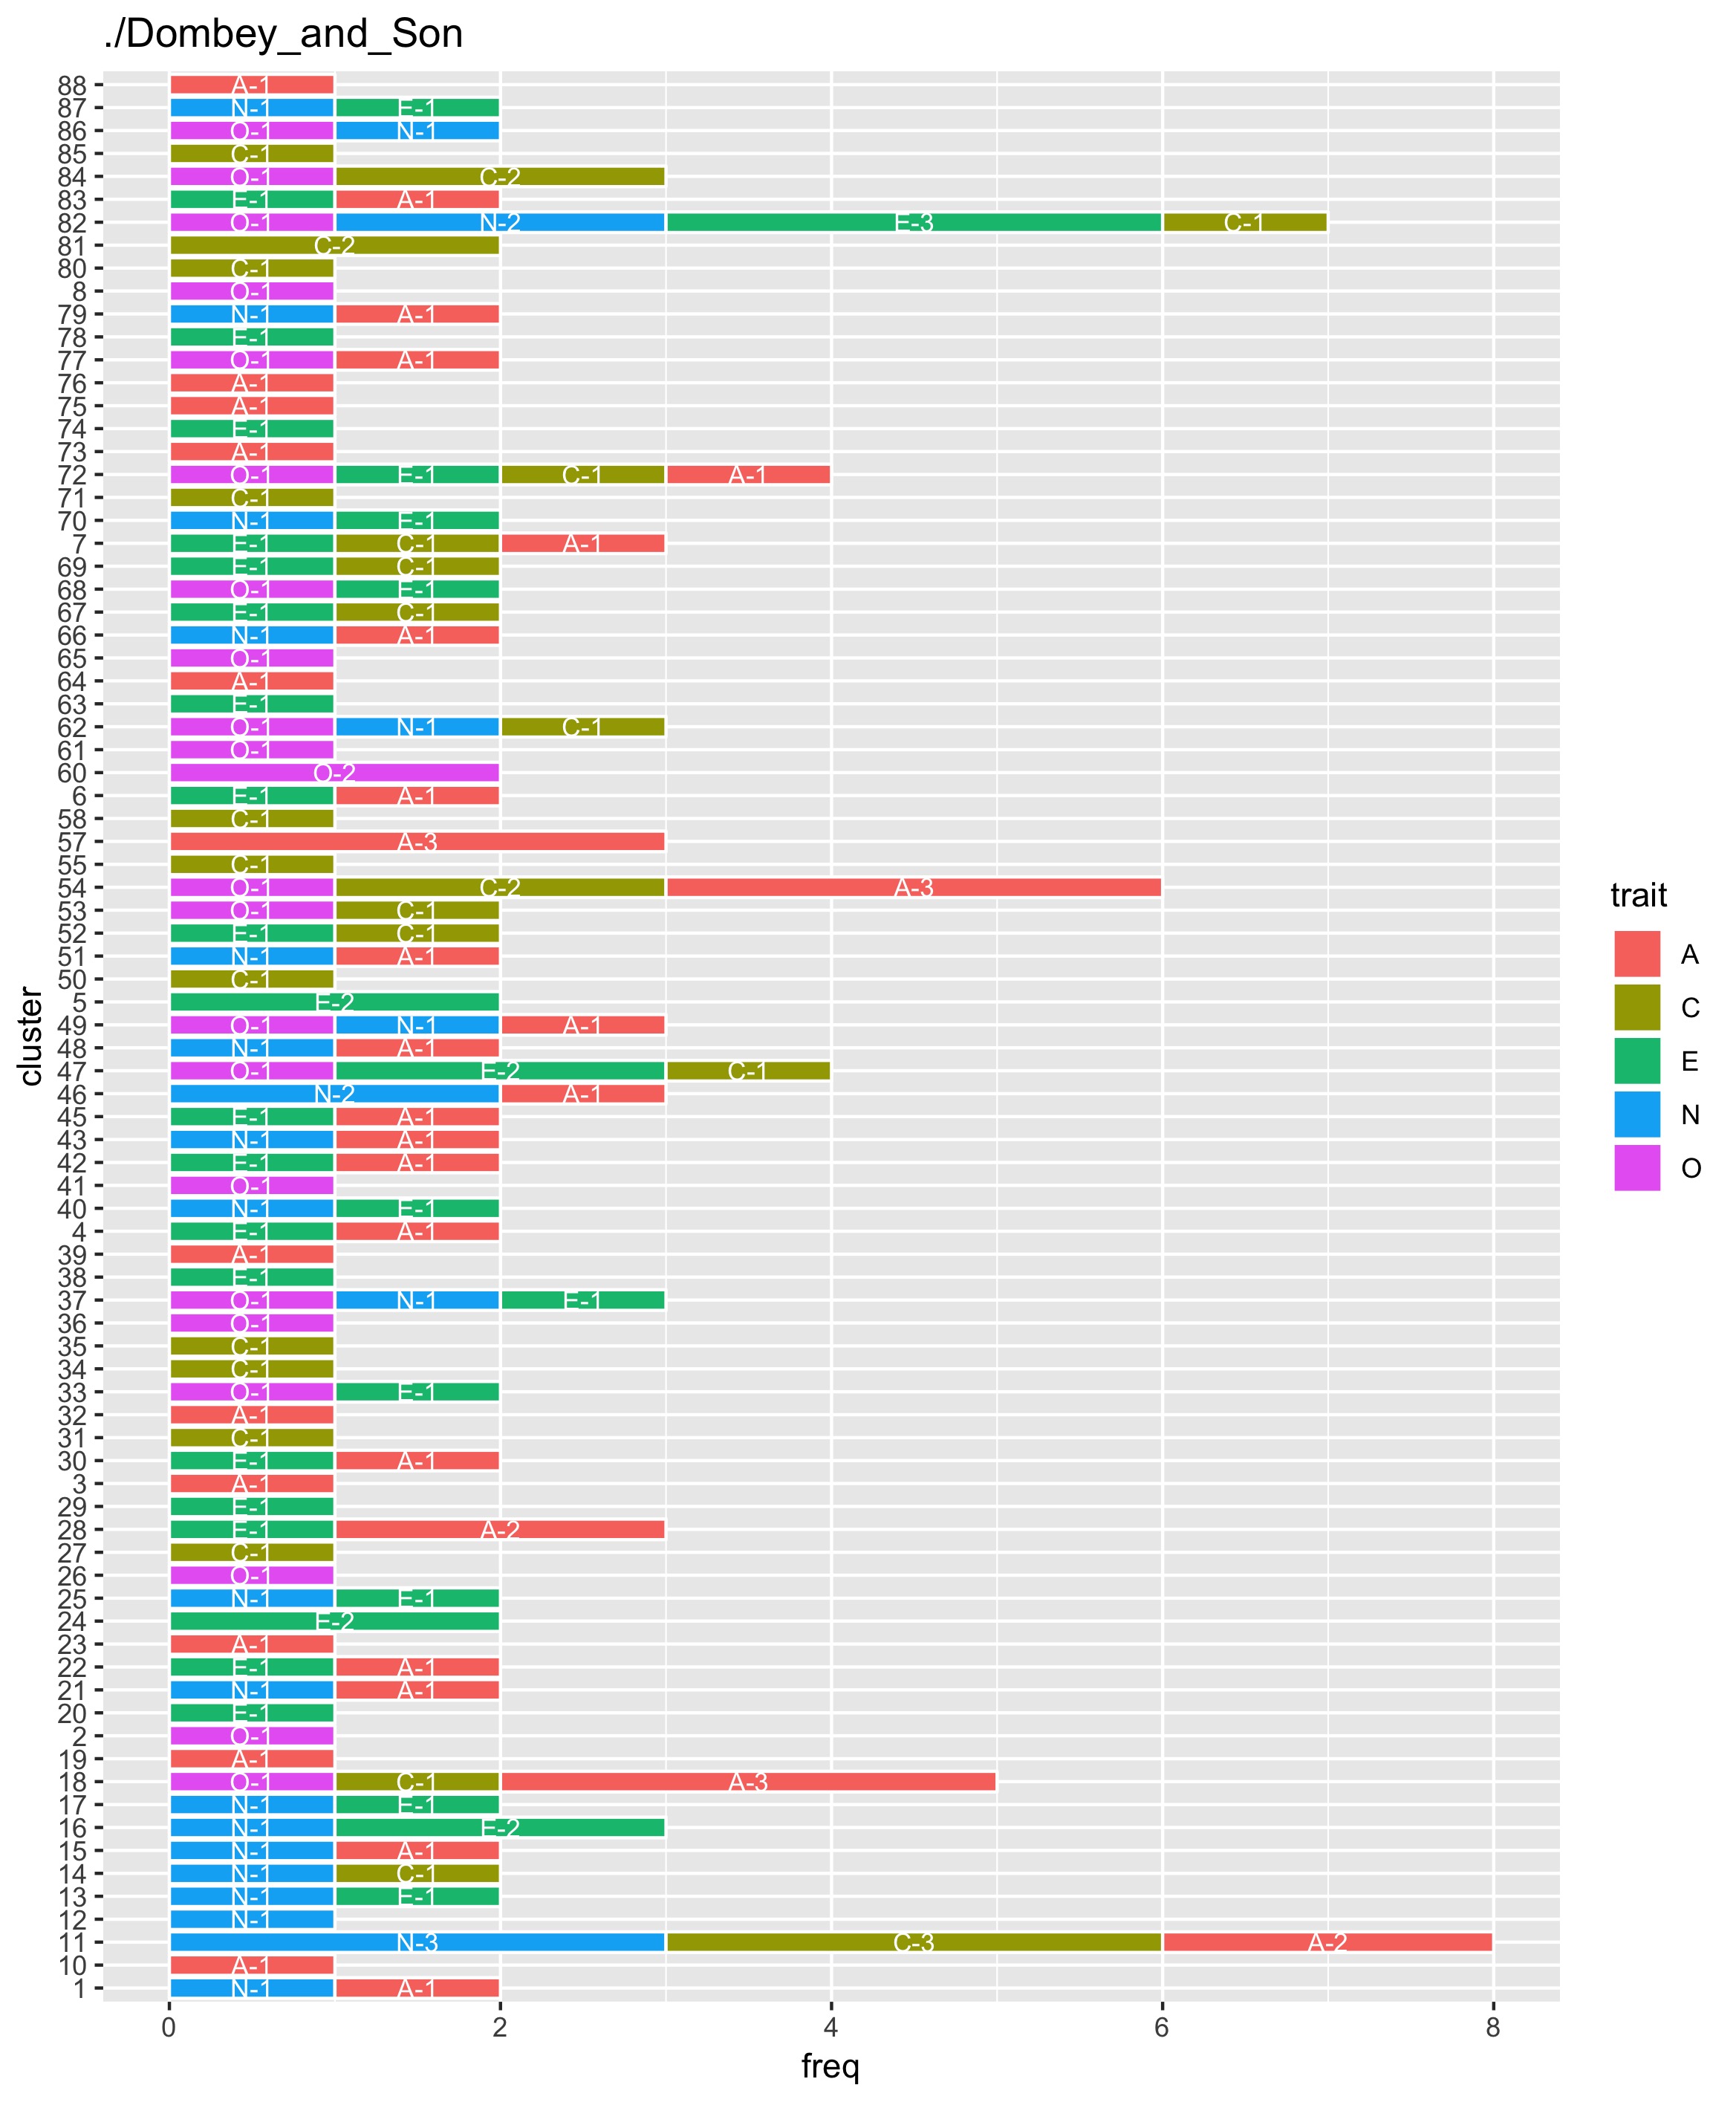 ./Dombey_and_Son
88 A-1
87 N-1 E-1
86 O-1 N-1
85 C-1
84 O-1 C-2
83 E-1 A-1
82 O-1 N-2 E-3 C-1
81 C-2
80 C-1
8 O-1
79 N-1 A-1
78 E-1
77 O-1 A-1
76 A-1
75 A-1
74 E-1
73 A-1
72 O-1 E-1 C-1 A-1
71 C-1
70 N-1 E-1
7 E-1 C-1 A-1
69 E-1 C-1
68 O-1 E-1
67 E-1 C-1
66 N-1 A-1
65 O-1
64 A-1
63 E-1
62 O-1 N-1 C-1
61 O-1
60 O-2
6 E-1 A-1
58 C-1
57 A-3
55 C-1
54 O-1 C-2 A-3
53 O-1 C-1
52 E-1 C-1
51 N-1 A-1
50 C-1
5 E-2
49 O-1 N-1 A-1
48 N-1 A-1
47 O-1 E-2 C-1
46 N-2 A-1
45 E-1 A-1
43 N-1 A-1
42 E-1 A-1
41 O-1
40 N-1 E-1
4 E-1 A-1
39 A-1
38 E-1
37 O-1 N-1 E-1
36 O-1
35 C-1
34 C-1
33 O-1 E-1
32 A-1
31 C-1
30 E-1 A-1
3 A-1
29 E-1
28 E-1 A-2
27 C-1
26 O-1
25 N-1 E-1
24 E-2
23 A-1
22 E-1 A-1
21 N-1 A-1
20 E-1
2 O-1
19 A-1
18 O-1 C-1 A-3
17 N-1 E-1
16 N-1 E-2
15 N-1 A-1
14 N-1 C-1
13 N-1 E-1
12 N-1
11 N-3 C-3 A-2
10 A-1
1 N-1 A-1
0 2 4 6 8
freq
cluster
trait
A
C
E
N
O